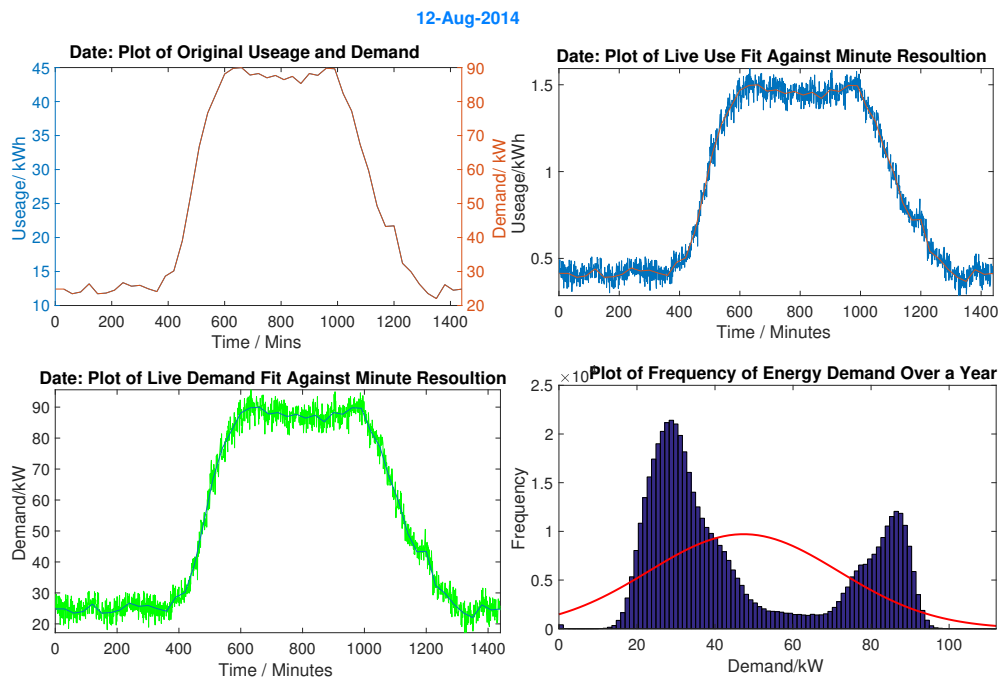 12-Aug-2014
Date: Plot of Original Useage and Demand
45
40
35
30
25
20
15
10
Useage/ kWh
90
80
70
60
50
40
30
20
Demand/ kW
0 200 400 600 800 1000 1200 1400
Time / Mins
Date: Plot of Live Use Fit Against Minute Resoultion
1.5
1
0.5
Useage/kWh
0 200 400 600 800 1000 1200 1400
Time / Minutes
Date: Plot of Live Demand Fit Against Minute Resoultion
90
80
70
60
50
40
30
20
Demand/kW
0 200 400 600 800 1000 1200 1400
Time / Minutes
Plot of Frequency of Energy Demand Over a Year
×10
2.5
2
1.5
1
0.5
0
Frequency
0 20 40 60 80 100
Demand/kW